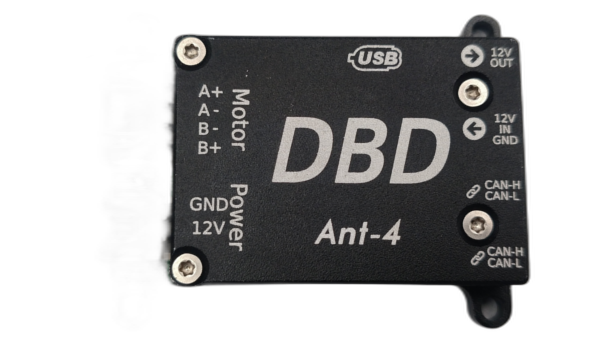 USB
12V
OUT
A+
A-
B-
B+
Motor
DBD
12V
IN
GND
Power
GND
12V
Ant-4
CAN-H
CAN-L
CAN-H
CAN-L